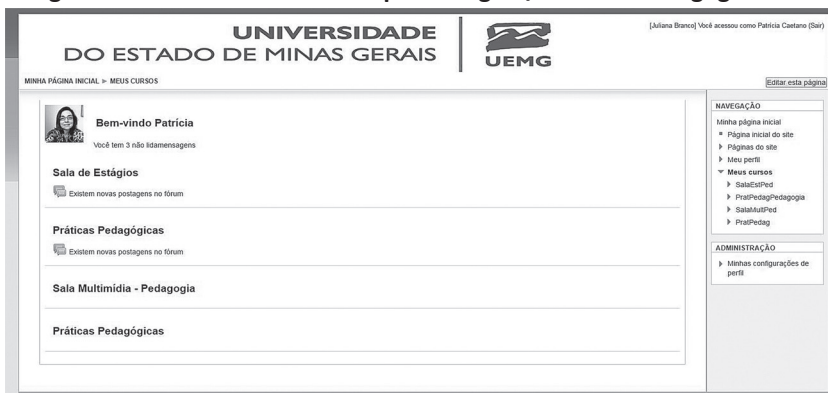 UNIVERSIDADE
DO ESTADO DE MINAS GERAIS
UEMG
[Juliana Branco] Você acessou como Patrícia Caetano (Sair)
MINHA PÁGINA INICIAL ► MEUS CURSOS
Editar esta página
Bem-vindo Patrícia
Você tem 3 não lidamensagens
Sala de Estágios
Existem novas postagens no fórum
Práticas Pedagógicas
Existem novas postagens no fórum
Sala Multimídia - Pedagogia
Práticas Pedagógicas
NAVEGAÇÃO
Minha página inicial
Página inicial do site
Páginas do site
Meu perfil
Meus cursos
SalaEstPed
PratPedagPedagogia
SalaMultPed
PratPedag
ADMINISTRAÇÃO
Minhas configurações de
perfil